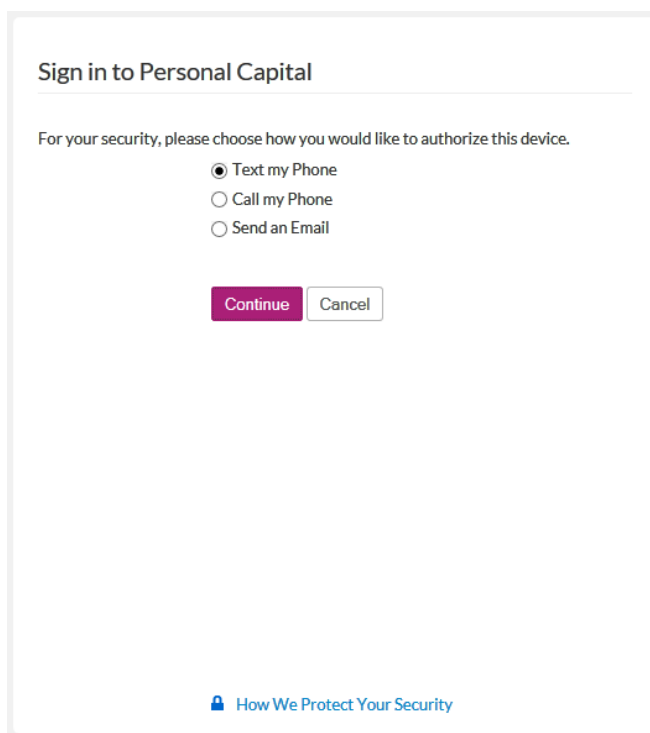 Sign in to Personal Capital
For your security, please choose how you would like to authorize this device.
Text my Phone
Call my Phone
Send an Email
Continue Cancel
How We Protect Your Security